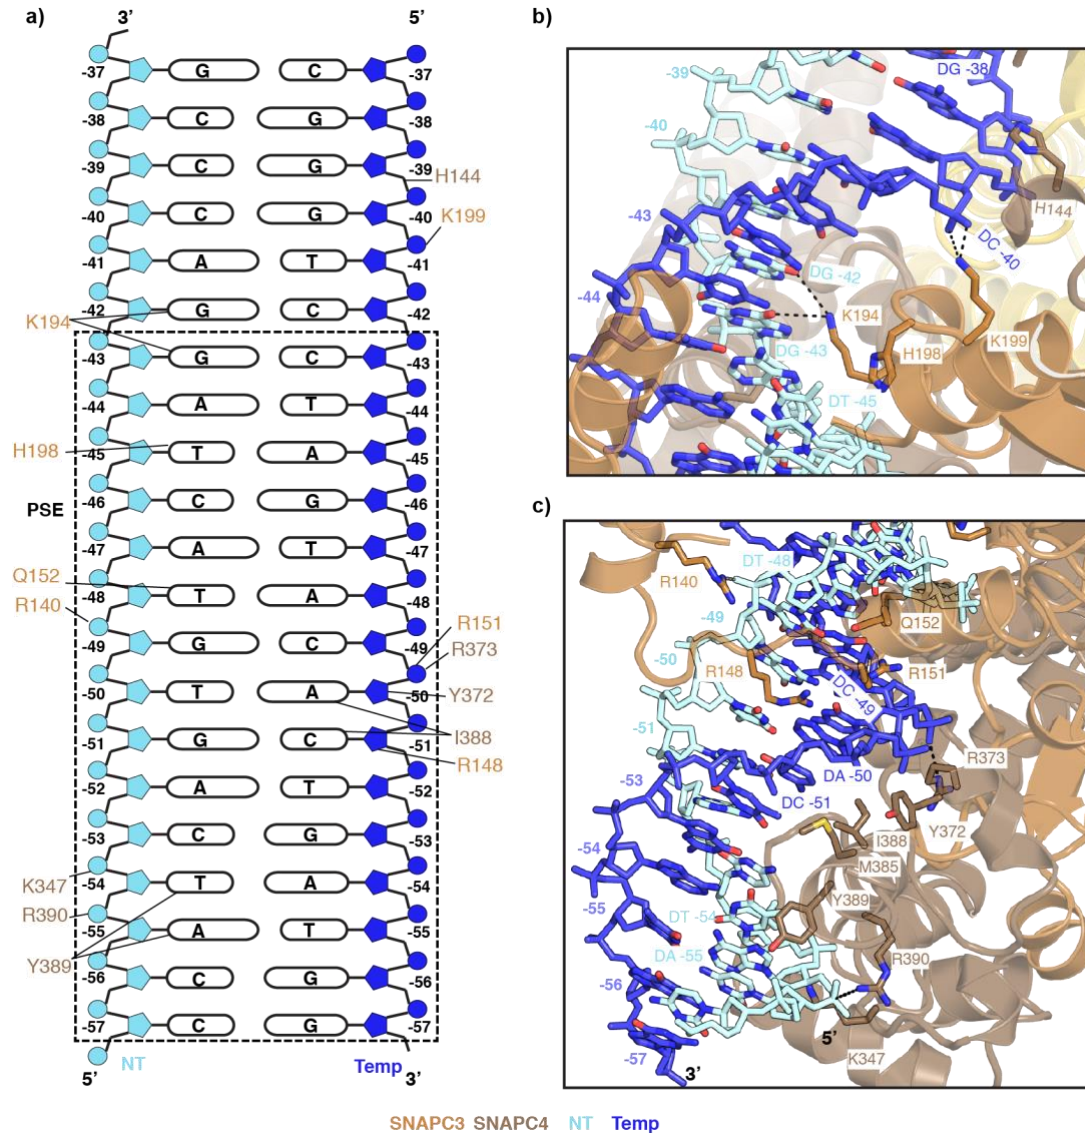 a)
3’ 5’
-37 G C -37
-38 C G -38
-39 C G -39
H144
-40 C G -40
K199
-41 A T -41
-42 G C -42
K194
-43 G C -43
-44 A T -44
H198
-45 T A -45
PSE
-46 C G -46
-47 A T -47
Q152
-48 T A -48
R140
R151
-49 G C -49
R373
-50 T A -50
Y372
I388
-51 G C -51
R148
-52 A T -52
-53 C G -53
K347
-54 T A -54
R390
-55 A T -55
Y389
-56 C G -56
-57 C G -57
NT Temp
5’ 3’
b)
-39
DG -38
-40
H144
-43
DC -40
DG -42
-44
K194
K199
DG -43
H198
DT -45
c)
DT -48
R140
-49
Q152
-50
R148
R151
DC -49
-51
R373
-53
DA -50
DC -51
Y372
I388
-54
M385
Y389
-55
DT -54
DA -55
R390
-56
5’
-57
K347
3’
SNAPC3 SNAPC4 NT Temp